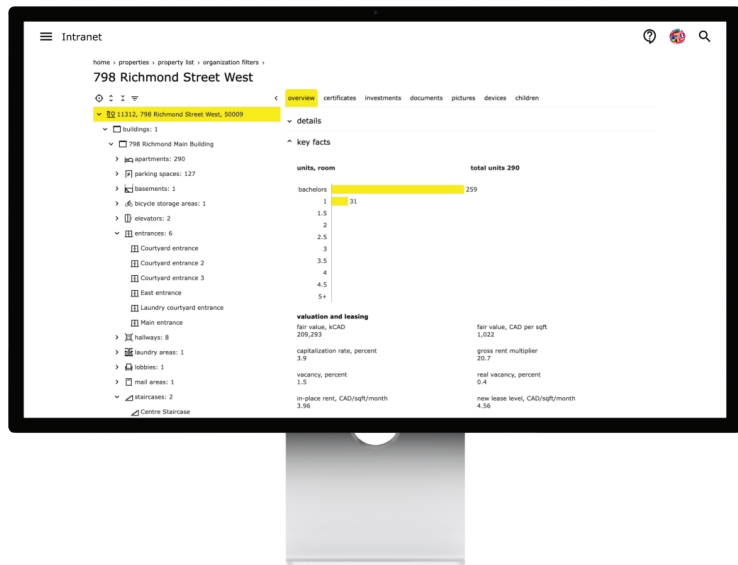 Intranet
home › properties › property list › organization filters ›
798 Richmond Street West
overview certificates investments documents pictures devices children
11312, 798 Richmond Street West, 50009
buildings: 1
798 Richmond Main Building
apartments: 290
parking spaces: 127
basements: 1
bicycle storage areas: 1
elevators: 2
entrances: 6
Courtyard entrance
Courtyard entrance 2
Courtyard entrance 3
East entrance
Laundry courtyard entrance
Main entrance
hallways: 8
laundry areas: 1
lobbies: 1
mail areas: 1
staircases: 2
Centre Staircase
details
key facts
units, room total units 290
bachelors 259
1 31
1.5
2
2.5
3
3.5
4
4.5
5+
valuation and leasing
fair value, kCAD fair value, CAD per sqft
209,293 1,022
capitalization rate, percent gross rent multiplier
3.9 20.7
vacancy, percent real vacancy, percent
1.5 0.4
in-place rent, CAD/sqft/month new lease level, CAD/sqft/month
3.96 4.56